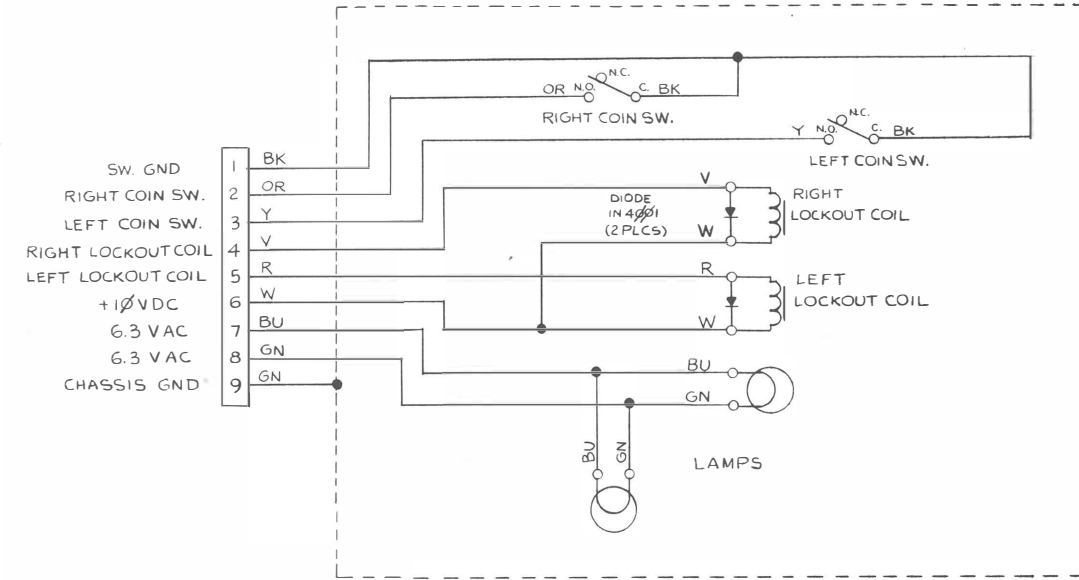 SW. GND 1 BK
RIGHT COIN SW. 2 OR
LEFT COIN SW. 3 Y
RIGHT LOCKOUT COIL 4 V
LEFT LOCKOUT COIL 5 R
+1Ø VDC 6 W
6.3 VAC 7 BU
6.3 VAC 8 GN
CHASSIS GND 9 GN
OR N.O. N.C. C. BK
RIGHT COIN SW.
Y N.O. N.C. C. BK
LEFT COIN SW.
V
DIODE
IN 4ØØ1
(2 PLCS)
W
RIGHT
LOCKOUT COIL
R
W
LEFT
LOCKOUT COIL
BU
GN
BU
GN
LAMPS